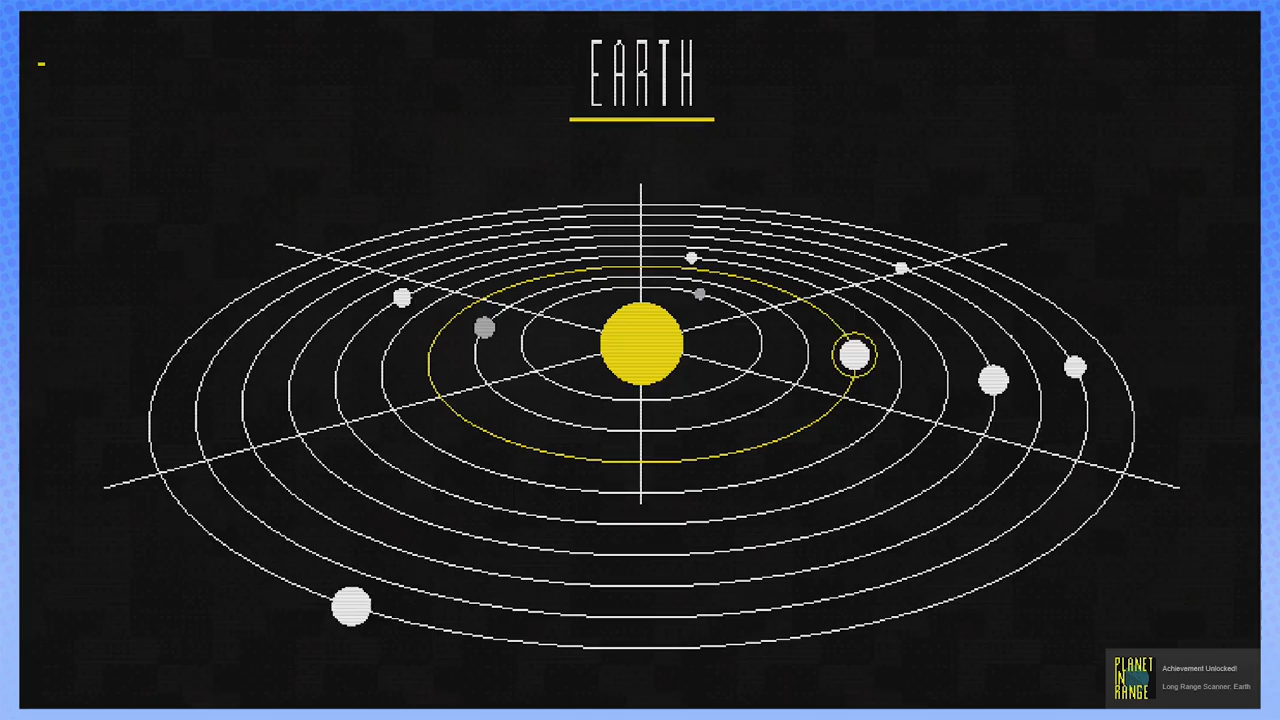 EARTH
PLANET
IN
RANGE
Achievement Unlocked!
Long Range Scanner: Earth